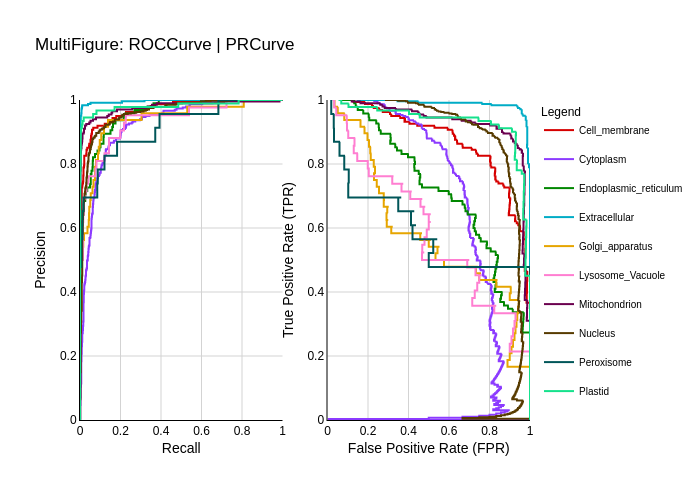 MultiFigure: ROCCurve | PRCurve
Precision
1
0.8
0.6
0.4
0.2
0
0 0.2 0.4 0.6 0.8 1
Recall
True Positive Rate (TPR)
1
0.8
0.6
0.4
0.2
0
0 0.2 0.4 0.6 0.8 1
False Positive Rate (FPR)
Legend
Cell_membrane
Cytoplasm
Endoplasmic_reticulum
Extracellular
Golgi_apparatus
Lysosome_Vacuole
Mitochondrion
Nucleus
Peroxisome
Plastid